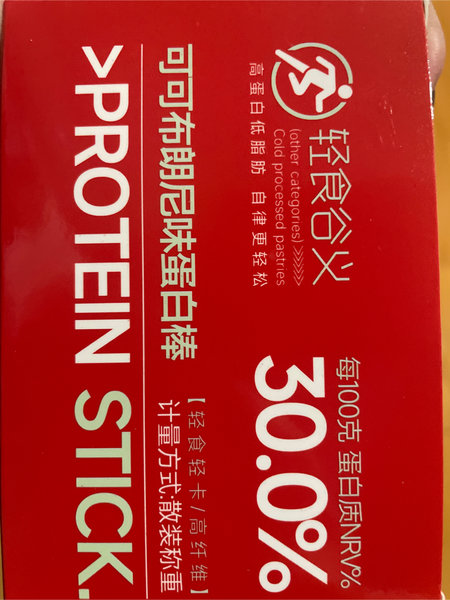 轻食谷义
(other categories) >>>>>>
Cold processed pastries
高蛋白低脂肪 自律更轻松
每100克 蛋白质NRV%
30.0%
可可布朗尼味蛋白棒
【轻食轻卡/高纤维】
计量方式:散装称重
>PROTEIN STICK.